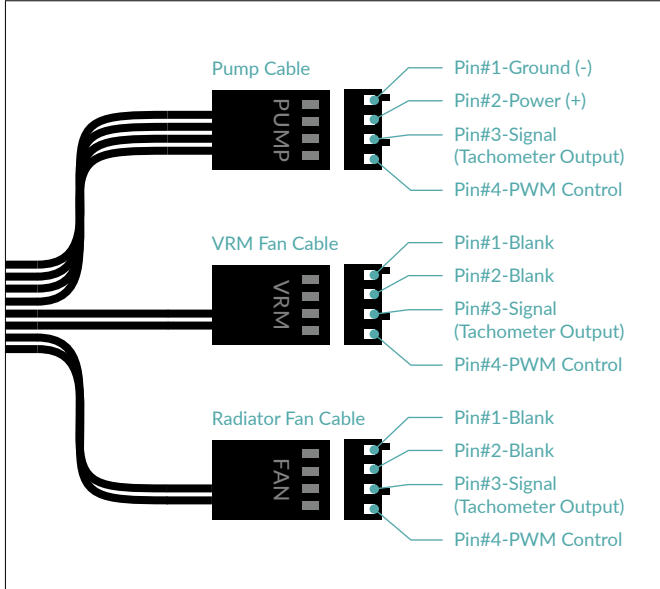 Pump Cable
PUMP
Pin#1-Ground (-)
Pin#2-Power (+)
Pin#3-Signal
(Tachometer Output)
Pin#4-PWM Control
VRM Fan Cable
VRM
Pin#1-Blank
Pin#2-Blank
Pin#3-Signal
(Tachometer Output)
Pin#4-PWM Control
Radiator Fan Cable
FAN
Pin#1-Blank
Pin#2-Blank
Pin#3-Signal
(Tachometer Output)
Pin#4-PWM Control